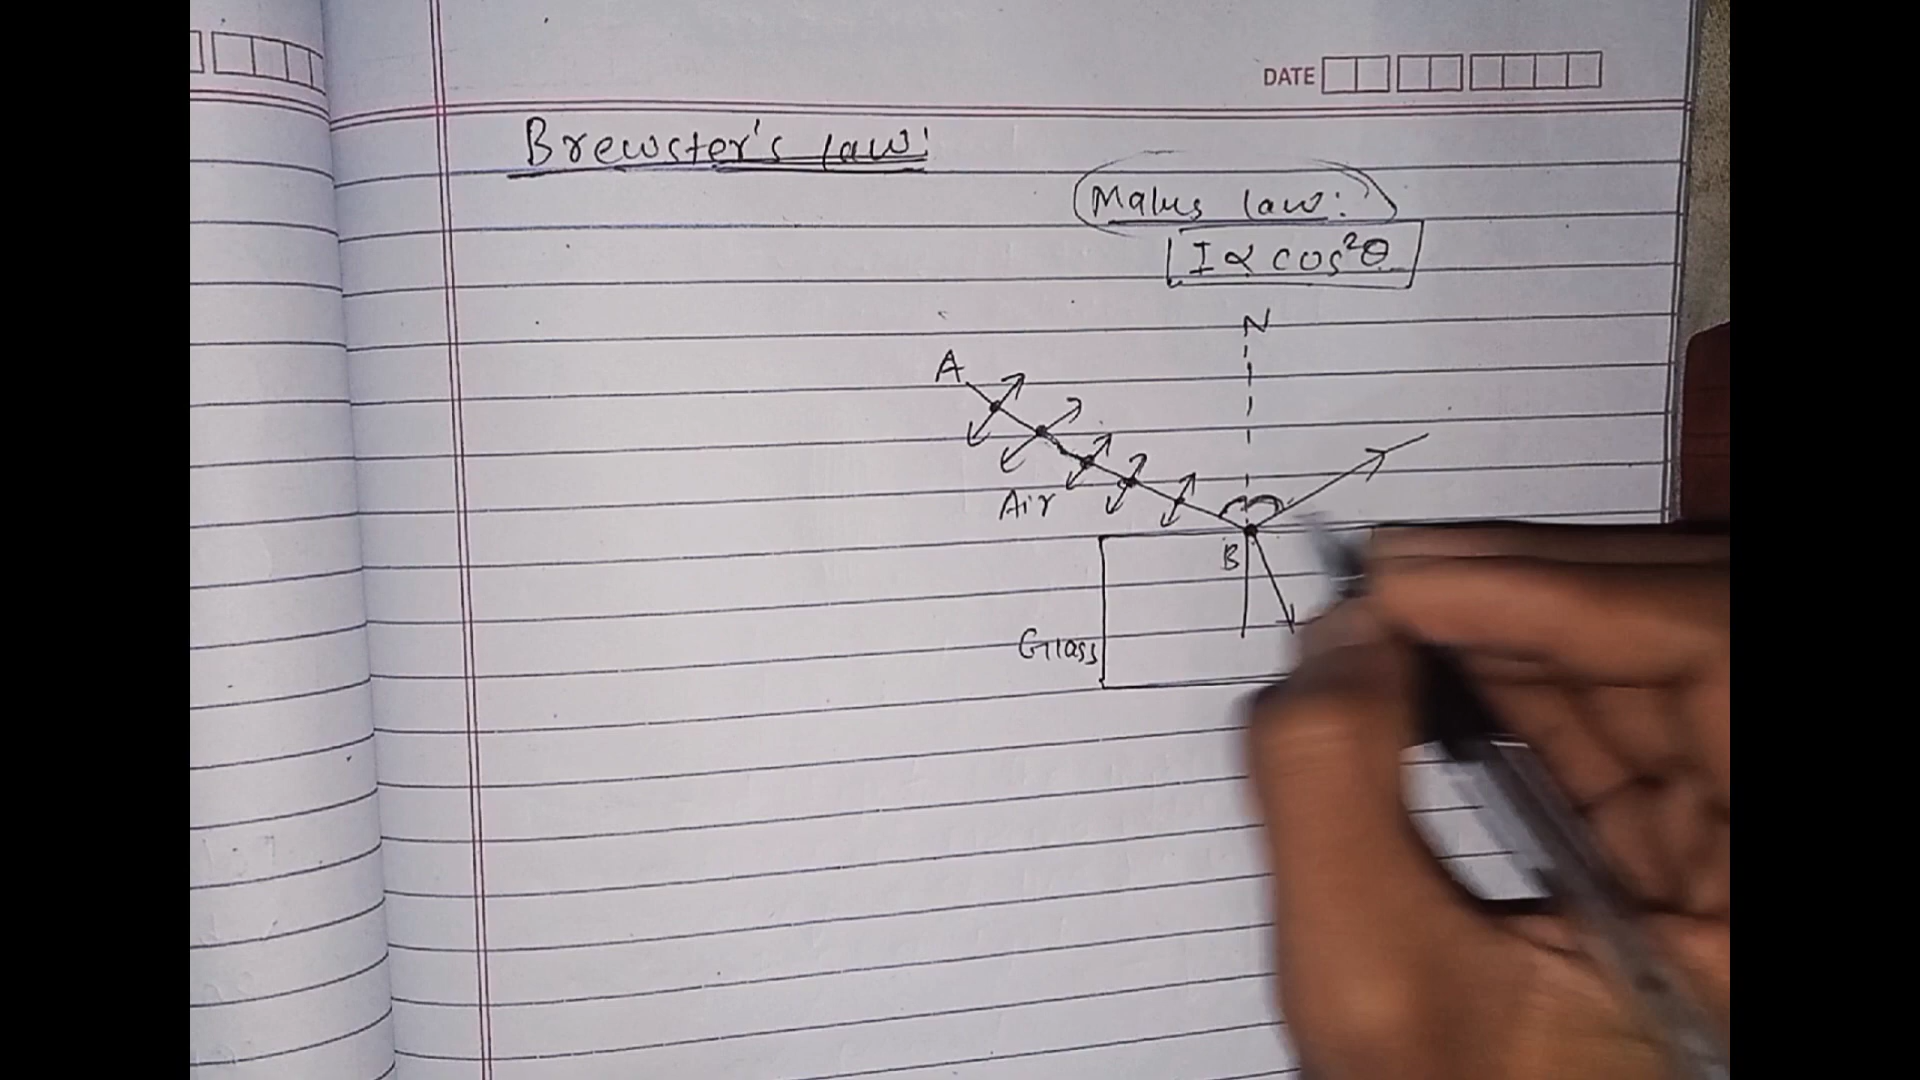 DATE
Brewster's law:
Malus law:
I ∝ cos²θ
N
A
Air
B
Glass